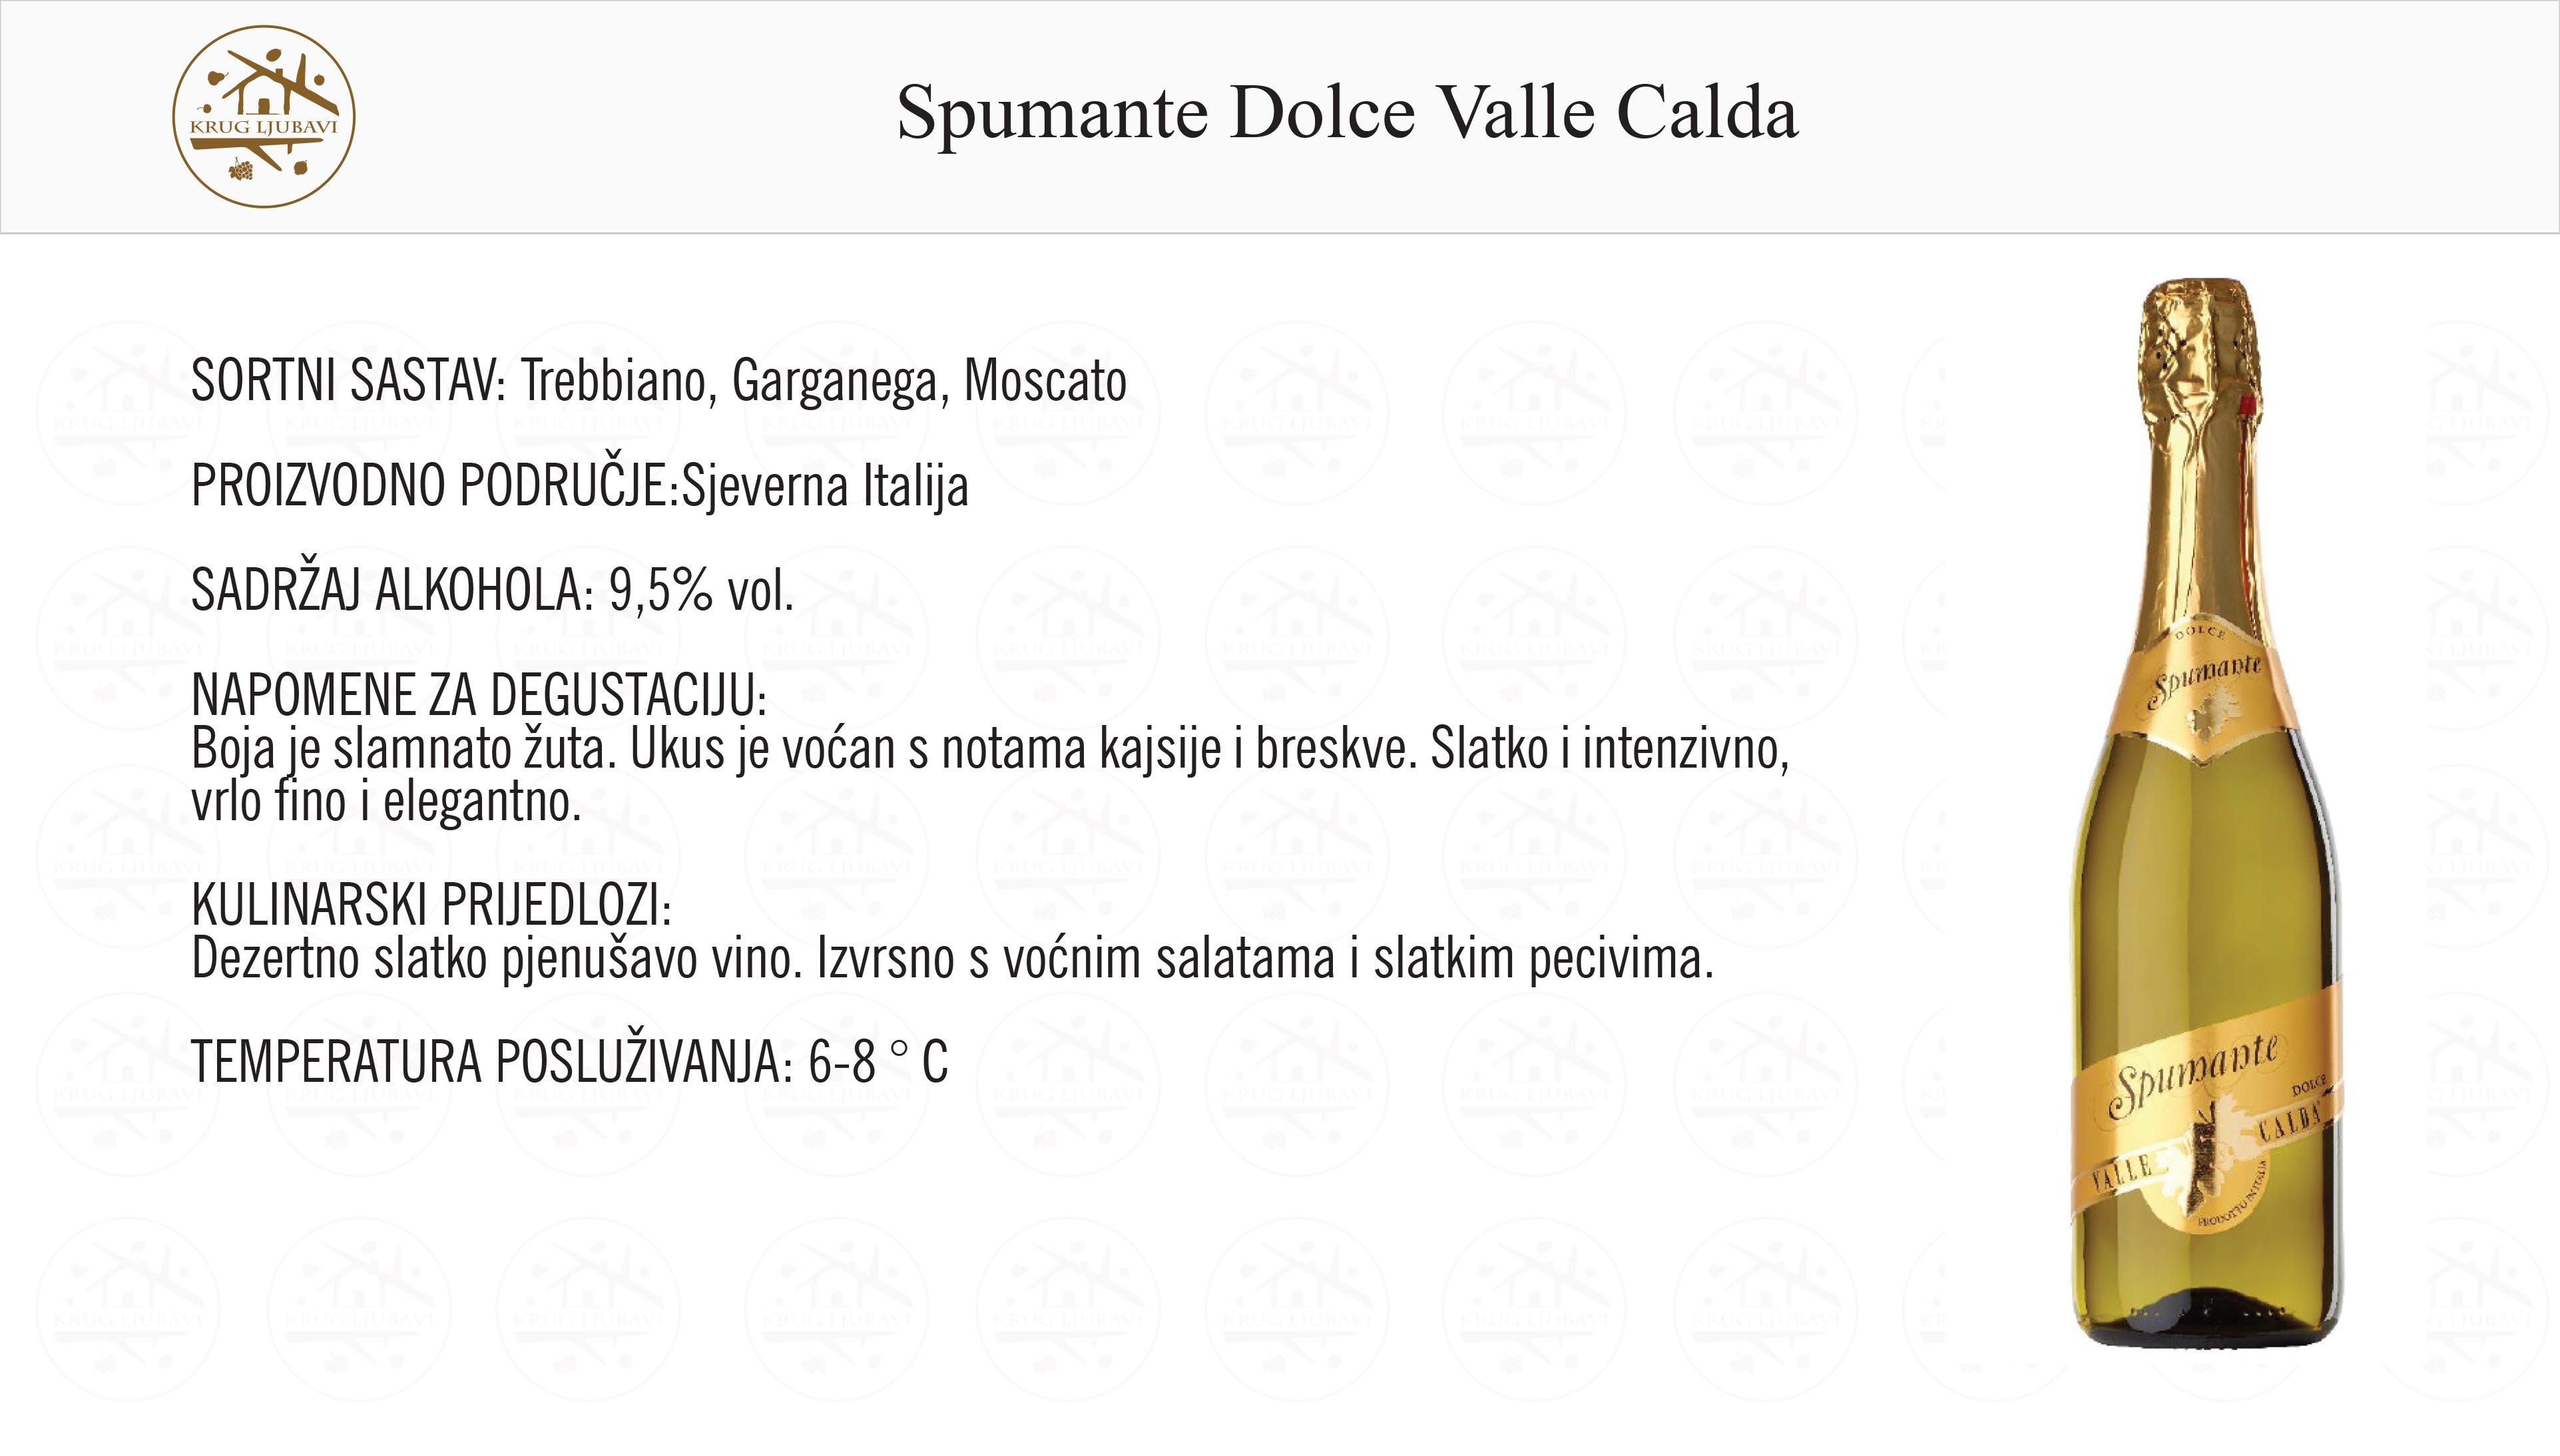 KRUG LJUBAVI
Spumante Dolce Valle Calda
SORTNI SASTAV: Trebbiano, Garganega, Moscato
PROIZVODNO PODRUČJE:Sjeverna Italija
SADRŽAJ ALKOHOLA: 9,5% vol.
NAPOMENE ZA DEGUSTACIJU:
Boja je slamnato žuta. Ukus je voćan s notama kajsije i breskve. Slatko i intenzivno,
vrlo fino i elegantno.
KULINARSKI PRIJEDLOZI:
Dezertno slatko pjenušavo vino. Izvrsno s voćnim salatama i slatkim pecivima.
TEMPERATURA POSLUŽIVANJA: 6-8 ° C
DOLCE
Spumante
Spumante
DOLCE
VALLE CALDA
PRODOTTO IN ITALIA